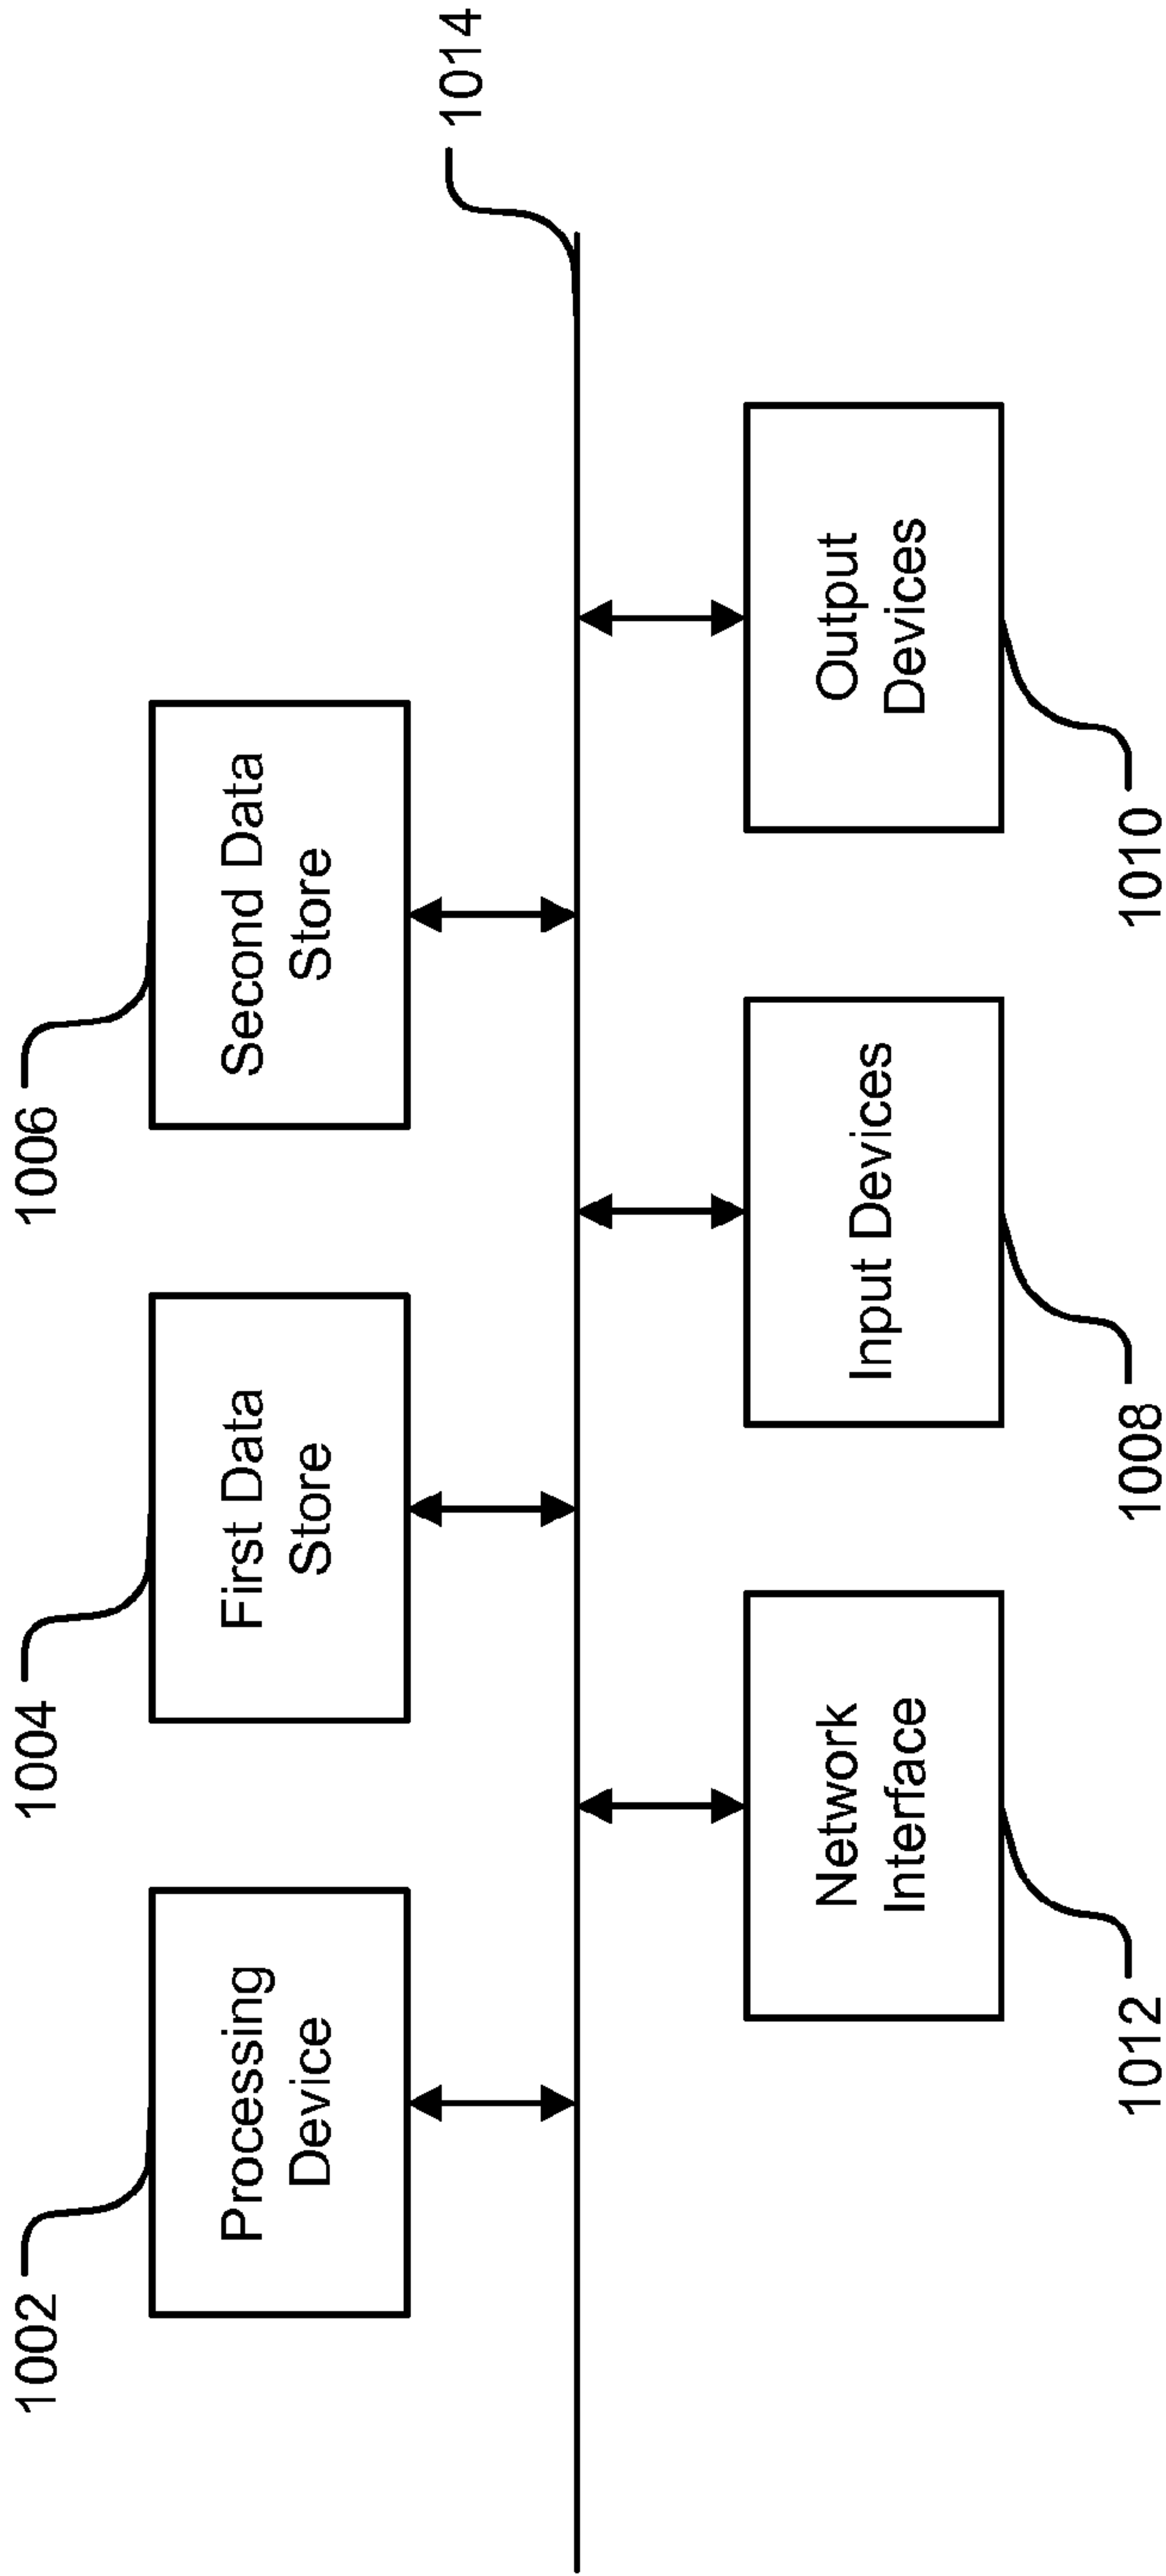 1002
Processing
Device
1004
First Data
Store
1006
Second Data
Store
1014
Network
Interface
1012
Input Devices
1008
Output
Devices
1010